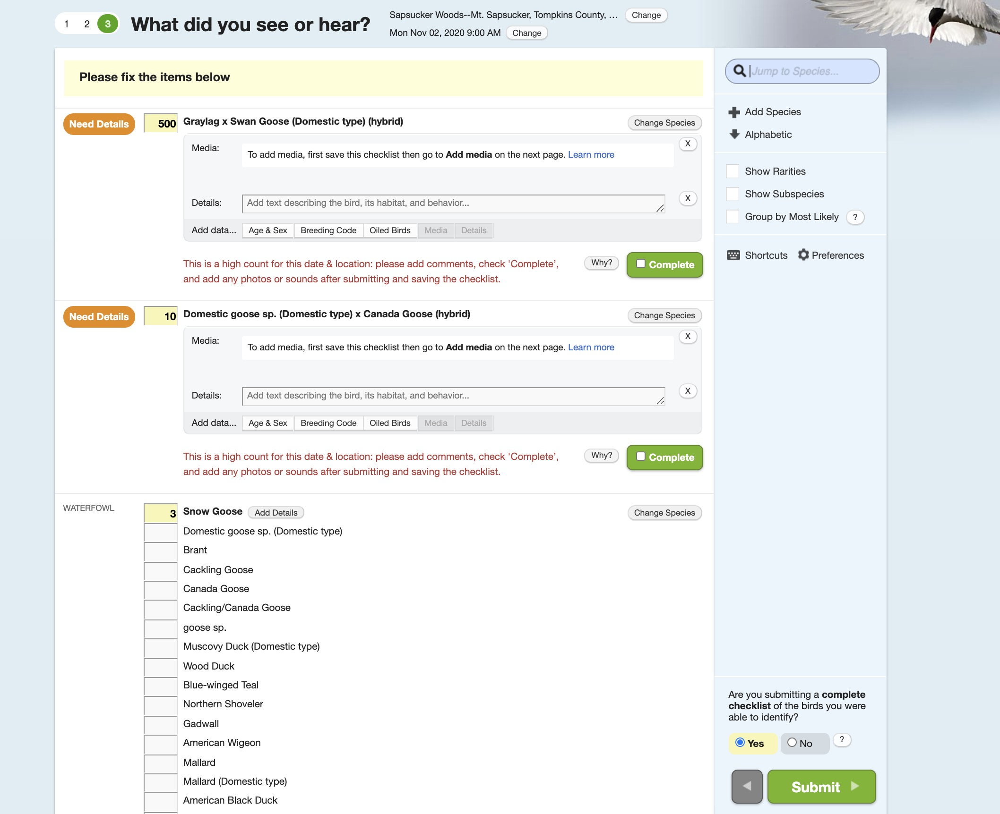 1 2 3 What did you see or hear?
Sapsucker Woods--Mt. Sapsucker, Tompkins County, ... Change
Mon Nov 02, 2020 9:00 AM Change
Please fix the items below
Need Details 500 Graylag x Swan Goose (Domestic type) (hybrid) Change Species
Media: To add media, first save this checklist then go to Add media on the next page. Learn more X
Details: Add text describing the bird, its habitat, and behavior... X
Add data... Age & Sex Breeding Code Oiled Birds Media Details
This is a high count for this date & location: please add comments, check 'Complete’,
and add any photos or sounds after submitting and saving the checklist.
Why? Complete
Need Details 10 Domestic goose sp. (Domestic type) x Canada Goose (hybrid) Change Species
Media: To add media, first save this checklist then go to Add media on the next page. Learn more X
Details: Add text describing the bird, its habitat, and behavior... X
Add data... Age & Sex Breeding Code Oiled Birds Media Details
This is a high count for this date & location: please add comments, check 'Complete’,
and add any photos or sounds after submitting and saving the checklist.
Why? Complete
WATERFOWL 3 Snow Goose Add Details Change Species
Domestic goose sp. (Domestic type)
Brant
Cackling Goose
Canada Goose
Cackling/Canada Goose
goose sp.
Muscovy Duck (Domestic type)
Wood Duck
Blue-winged Teal
Northern Shoveler
Gadwall
American Wigeon
Mallard
Mallard (Domestic type)
American Black Duck
Jump to Species...
Add Species
Alphabetic
Show Rarities
Show Subspecies
Group by Most Likely ?
Shortcuts Preferences
Are you submitting a complete
checklist of the birds you were
able to identify?
Yes No ?
Submit